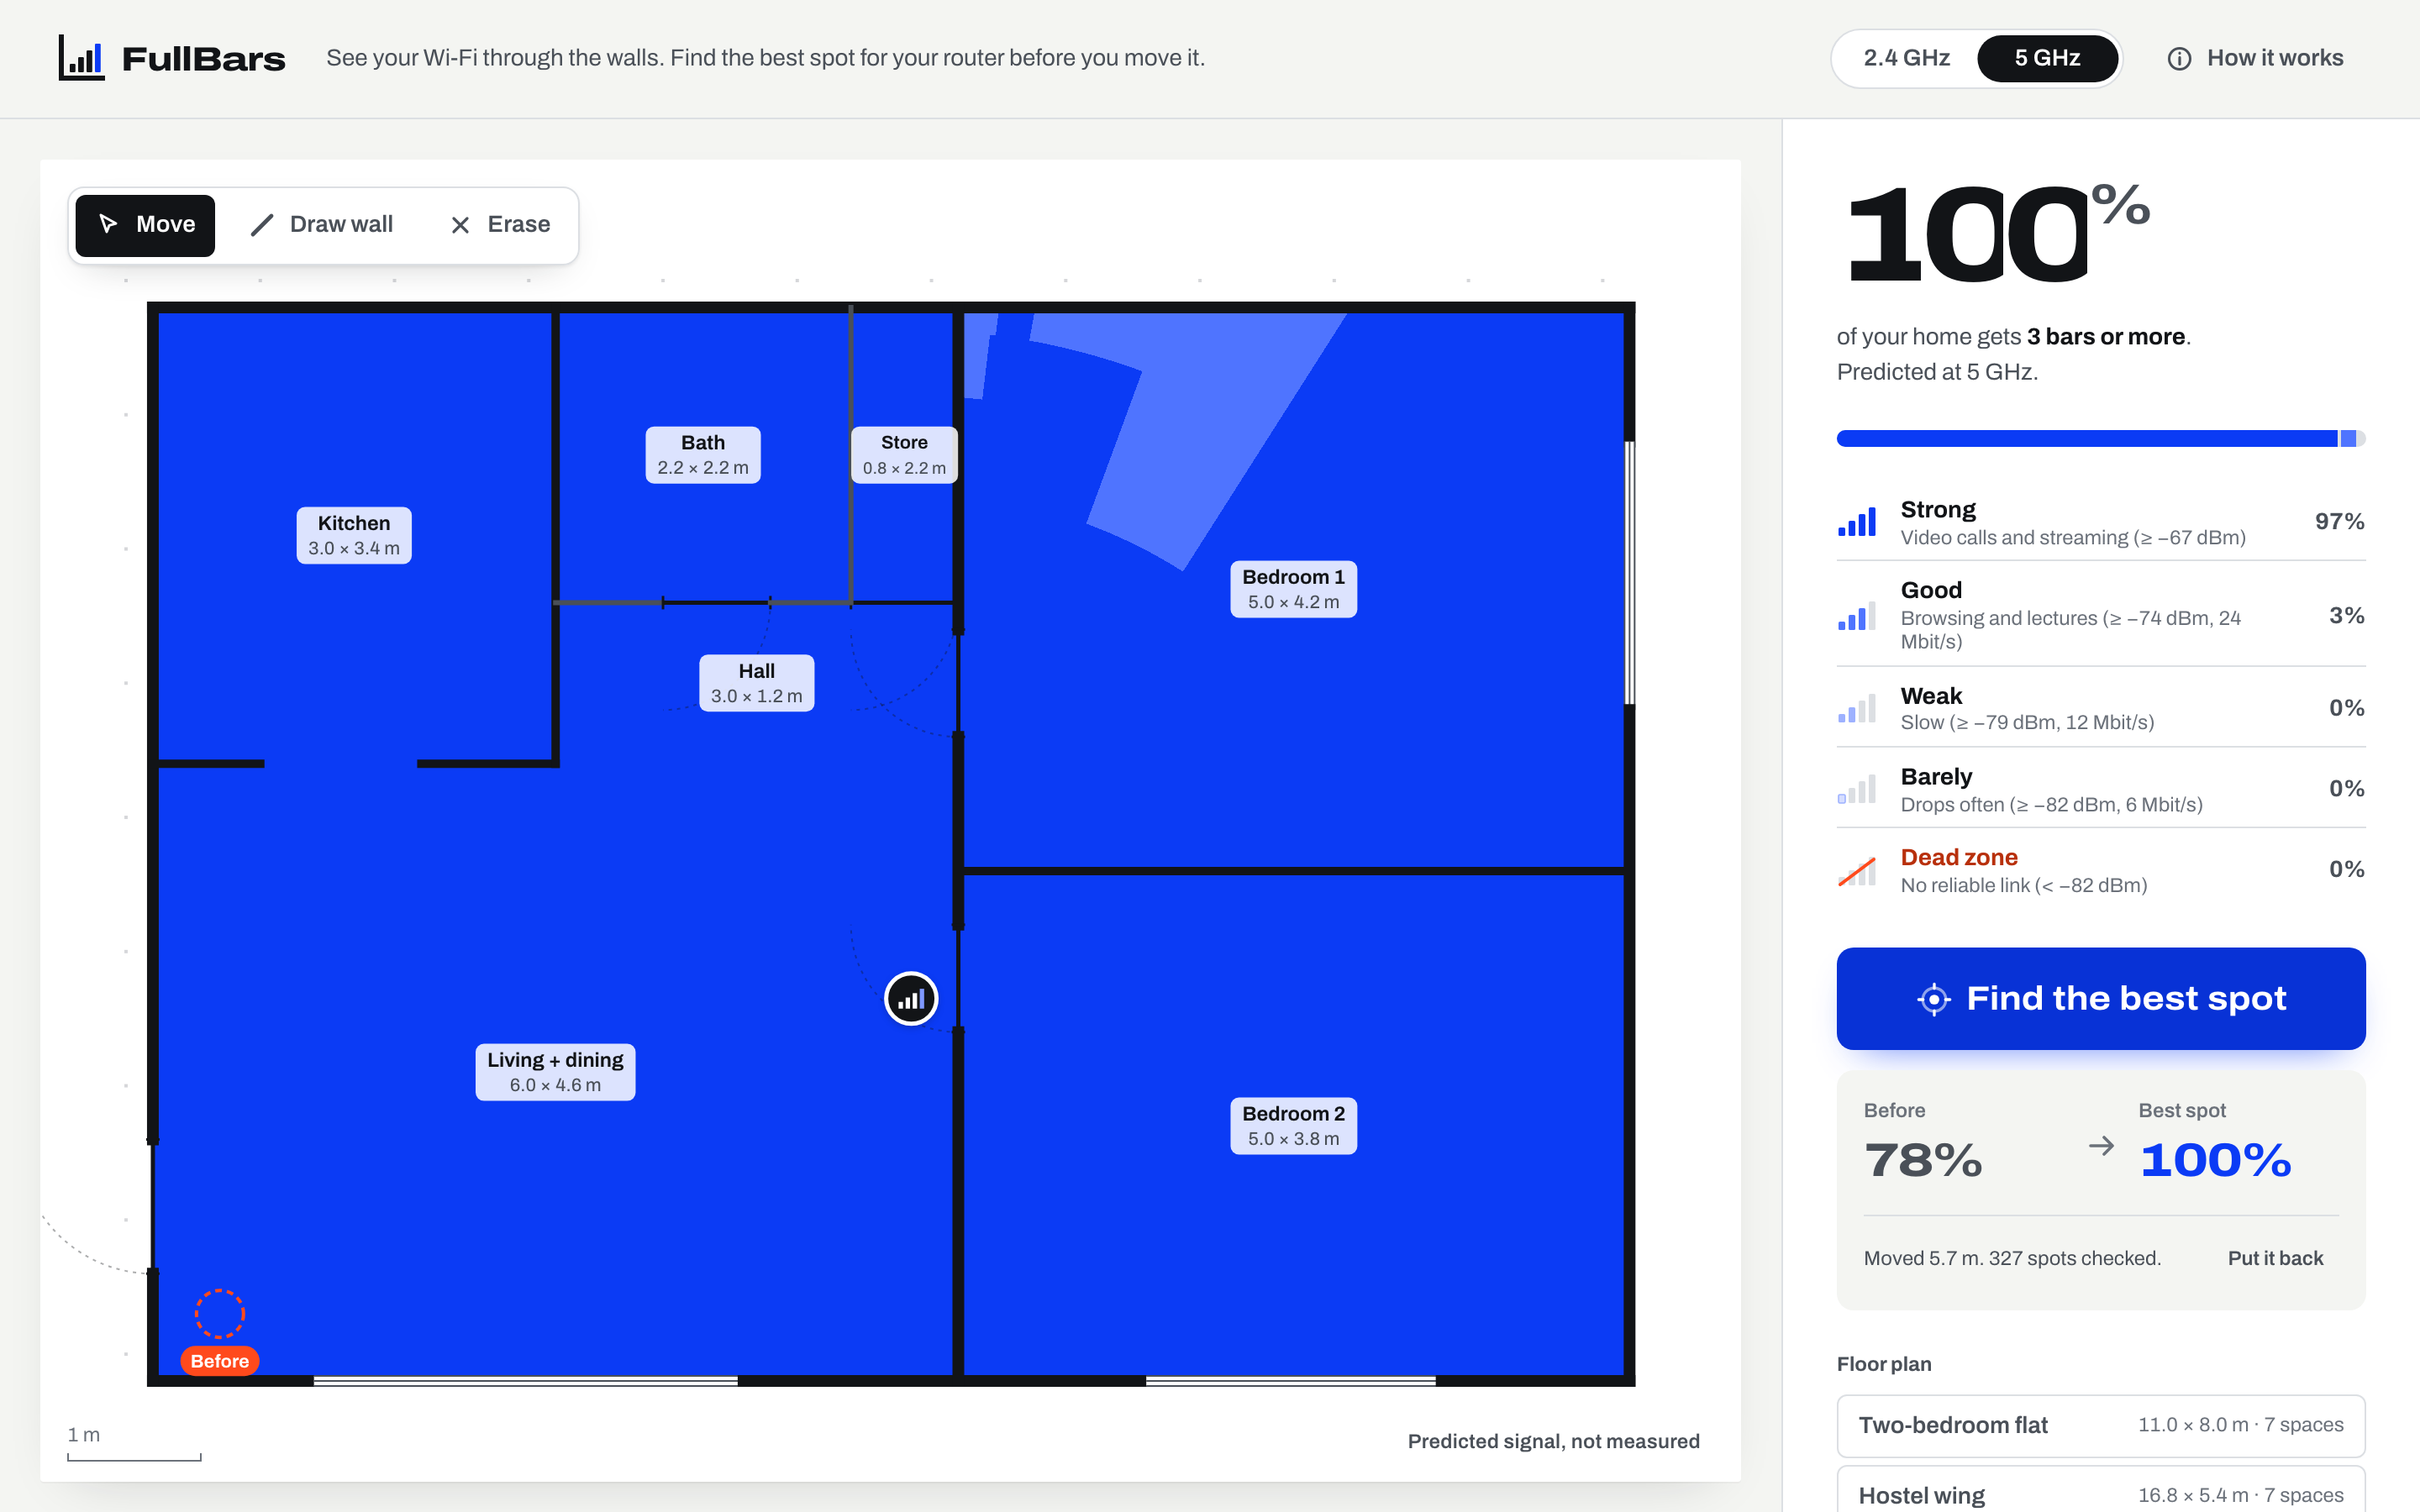 FullBars
See your Wi-Fi through the walls. Find the best spot for your router before you move it.
2.4 GHz
5 GHz
How it works
Move
Draw wall
Erase
Kitchen
3.0 × 3.4 m
Bath
2.2 × 2.2 m
Store
0.8 × 2.2 m
Hall
3.0 × 1.2 m
Bedroom 1
5.0 × 4.2 m
Living + dining
6.0 × 4.6 m
Bedroom 2
5.0 × 3.8 m
Before
1 m
Predicted signal, not measured
100%
of your home gets 3 bars or more.
Predicted at 5 GHz.
Strong
Video calls and streaming (≥ −67 dBm)
97%
Good
Browsing and lectures (≥ −74 dBm, 24
Mbit/s)
3%
Weak
Slow (≥ −79 dBm, 12 Mbit/s)
0%
Barely
Drops often (≥ −82 dBm, 6 Mbit/s)
0%
Dead zone
No reliable link (< −82 dBm)
0%
Find the best spot
Before
78%
Best spot
100%
Moved 5.7 m. 327 spots checked.
Put it back
Floor plan
Two-bedroom flat
11.0 × 8.0 m · 7 spaces
Hostel wing
16.8 × 5.4 m · 7 spaces